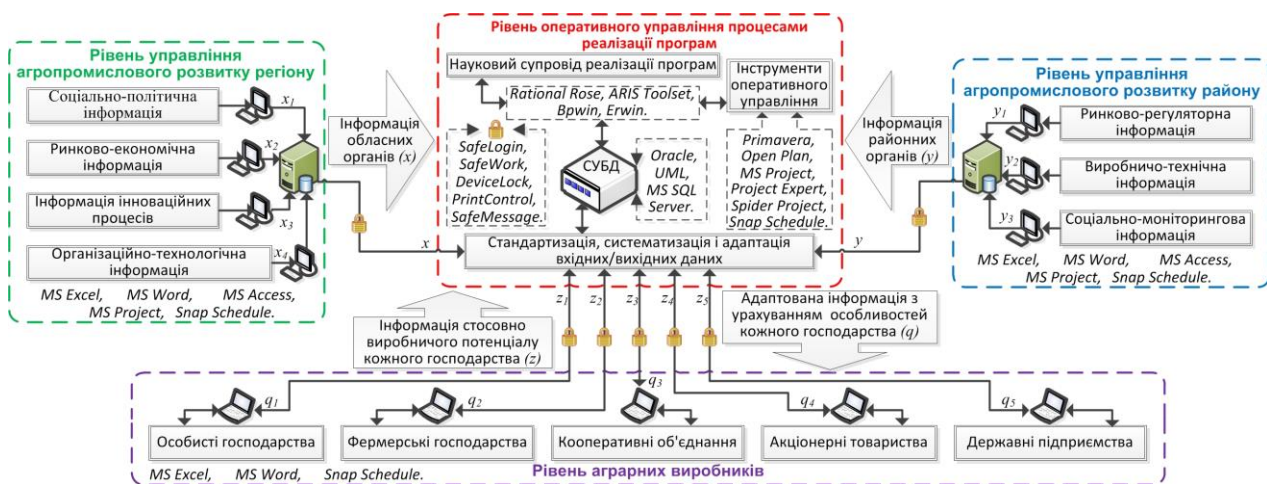 Рівень управління
агропромислового розвитку регіону
Соціально-політична
інформація
x1
Ринково-економічна
інформація
x2
Інформація інноваційних
процесів
x3
Організаційно-технологічна
інформація
x4
MS Excel, MS Word, MS Access,
MS Project, Snap Schedule.
Інформація
обласних
органів (x)
x
Рівень оперативного управління процесами
реалізації програм
Науковий супровід реалізації програм
Інструменти
оперативного
управління
Rational Rose, ARIS Toolset,
Bpwin, Erwin.
SafeLogin,
SafeWork,
DeviceLock,
PrintControl,
SafeMessage.
СУБД
Oracle,
UML,
MS SQL
Server.
Primavera,
Open Plan,
MS Project,
Project Expert,
Spider Project,
Snap Schedule.
Стандартизація, систематизація і адаптація
вхідних/вихідних даних
Інформація
районних
органів (y)
y
Рівень управління
агропромислового розвитку району
y1
Ринково-регуляторна
інформація
y2
Виробничо-технічна
інформація
y3
Соціально-моніторингова
інформація
MS Excel, MS Word, MS Access,
MS Project, Snap Schedule.
z1 z2 z3 z4 z5
Інформація стосовно
виробничого потенціалу
кожного господарства (z)
Адаптована інформація з
урахуванням особливостей
кожного господарства (q)
q1 q2 q3 q4 q5
Особисті господарства
Фермерські господарства
Кооперативні об'єднання
Акціонерні товариства
Державні підприємства
MS Excel, MS Word, Snap Schedule.
Рівень аграрних виробників